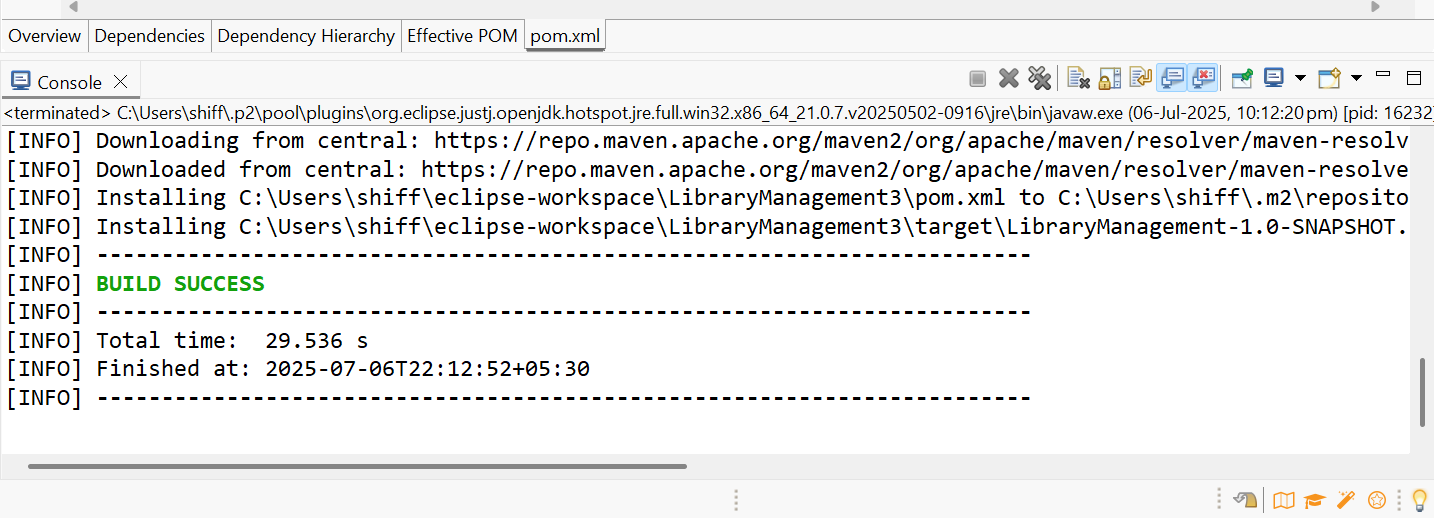 Overview Dependencies Dependency Hierarchy Effective POM pom.xml
Console
<terminated> C:\Users\shiff\.p2\pool\plugins\org.eclipse.justj.openjdk.hotspot.jre.full.win32.x86_64_21.0.7.v20250502-0916\jre\bin\javaw.exe (06-Jul-2025, 10:12:20 pm) [pid: 16232]
[INFO] Downloading from central: https://repo.maven.apache.org/maven2/org/apache/maven/resolver/maven-resolv
[INFO] Downloaded from central: https://repo.maven.apache.org/maven2/org/apache/maven/resolver/maven-resolve
[INFO] Installing C:\Users\shiff\eclipse-workspace\LibraryManagement3\pom.xml to C:\Users\shiff\.m2\reposito
[INFO] Installing C:\Users\shiff\eclipse-workspace\LibraryManagement3\target\LibraryManagement-1.0-SNAPSHOT.
[INFO] ------------------------------------------------------------------------
[INFO] BUILD SUCCESS
[INFO] ------------------------------------------------------------------------
[INFO] Total time:  29.536 s
[INFO] Finished at: 2025-07-06T22:12:52+05:30
[INFO] ------------------------------------------------------------------------